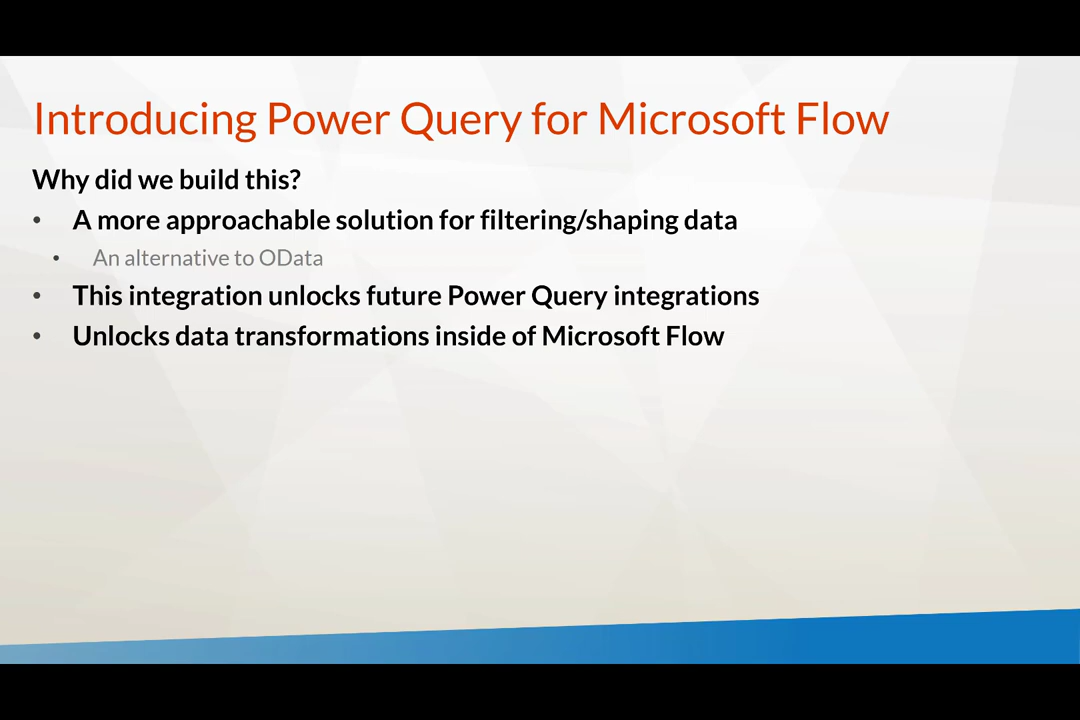 Introducing Power Query for Microsoft Flow
Why did we build this?
• A more approachable solution for filtering/shaping data
• An alternative to OData
• This integration unlocks future Power Query integrations
• Unlocks data transformations inside of Microsoft Flow